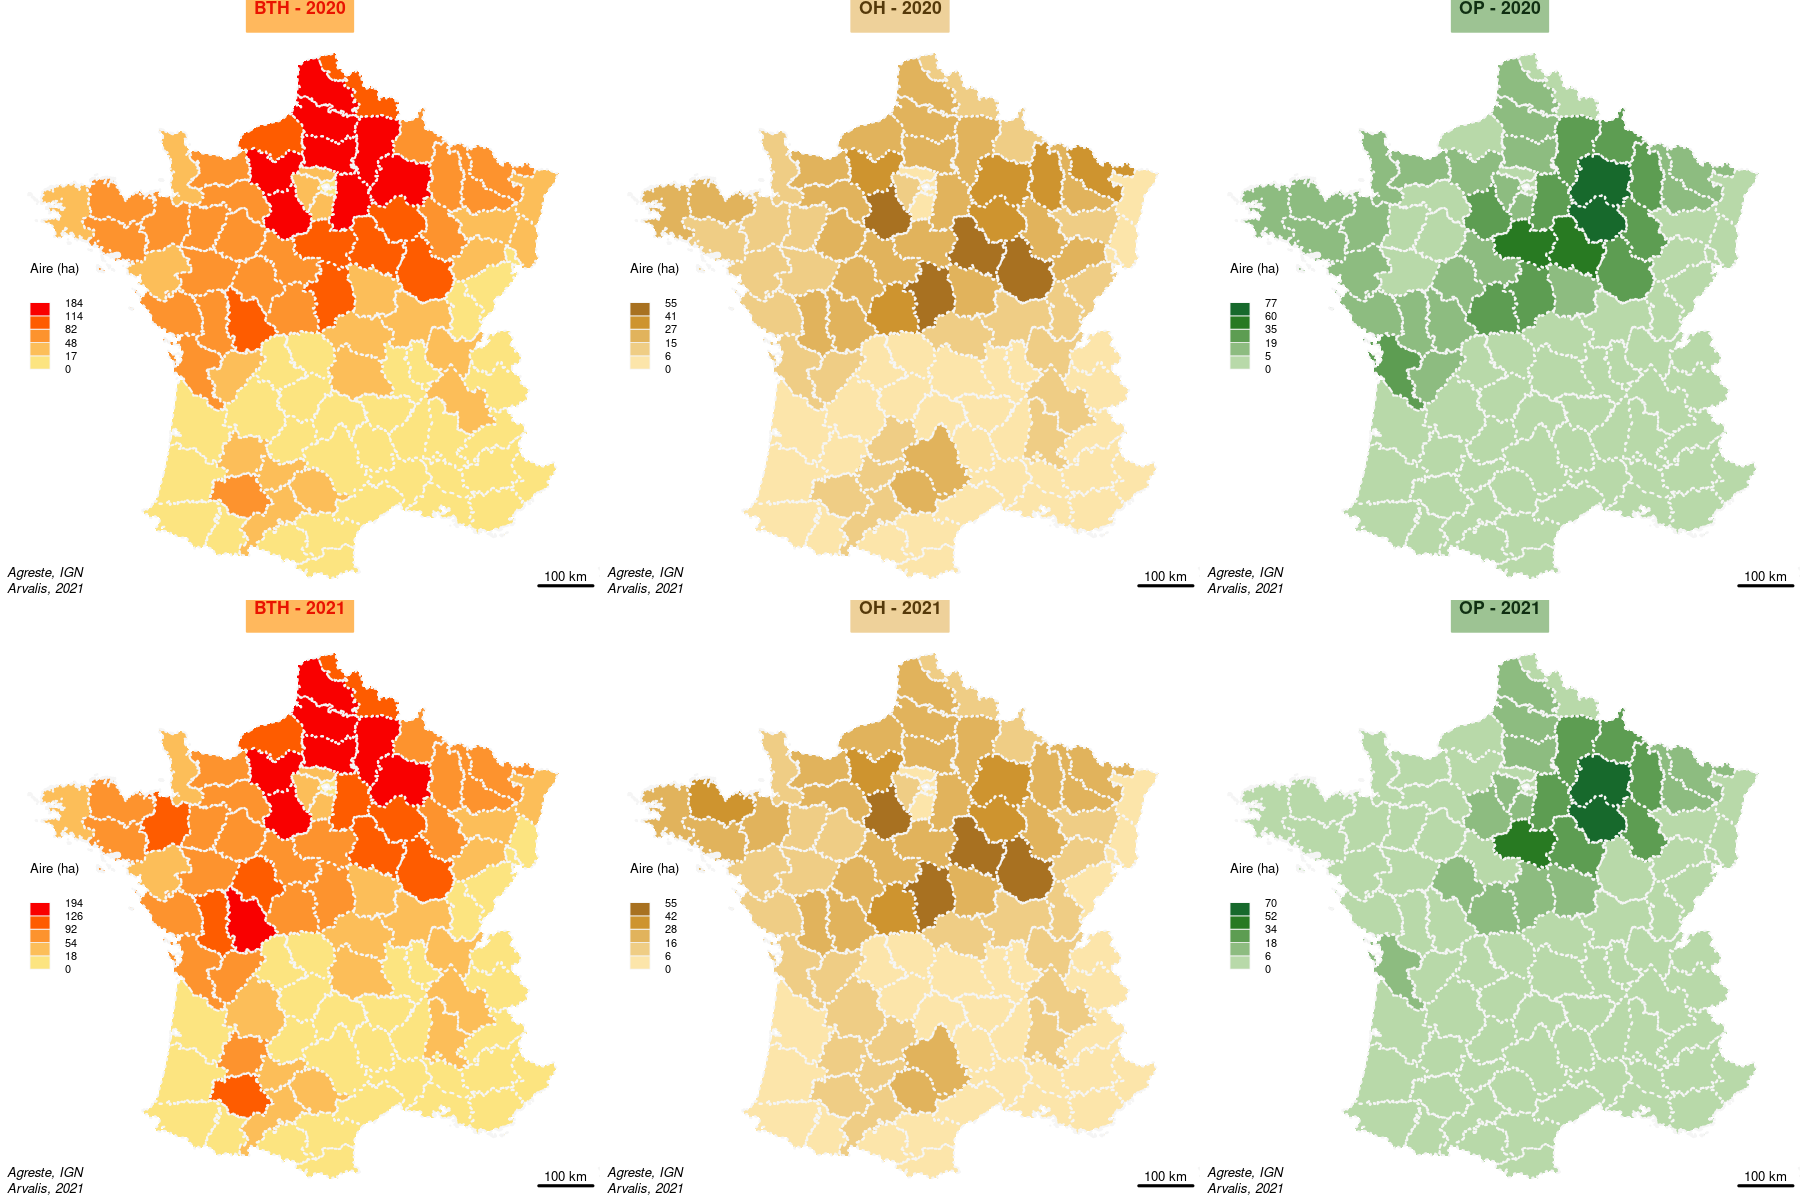 BTH - 2020
Aire (ha)
184
114
82
48
17
0
Agreste, IGN
Arvalis, 2021
100 km
OH - 2020
Aire (ha)
55
41
27
15
6
0
Agreste, IGN
Arvalis, 2021
100 km
OP - 2020
Aire (ha)
77
60
35
19
5
0
Agreste, IGN
Arvalis, 2021
100 km
BTH - 2021
Aire (ha)
194
126
92
54
18
0
Agreste, IGN
Arvalis, 2021
100 km
OH - 2021
Aire (ha)
55
42
28
16
6
0
Agreste, IGN
Arvalis, 2021
100 km
OP - 2021
Aire (ha)
70
52
34
18
6
0
Agreste, IGN
Arvalis, 2021
100 km